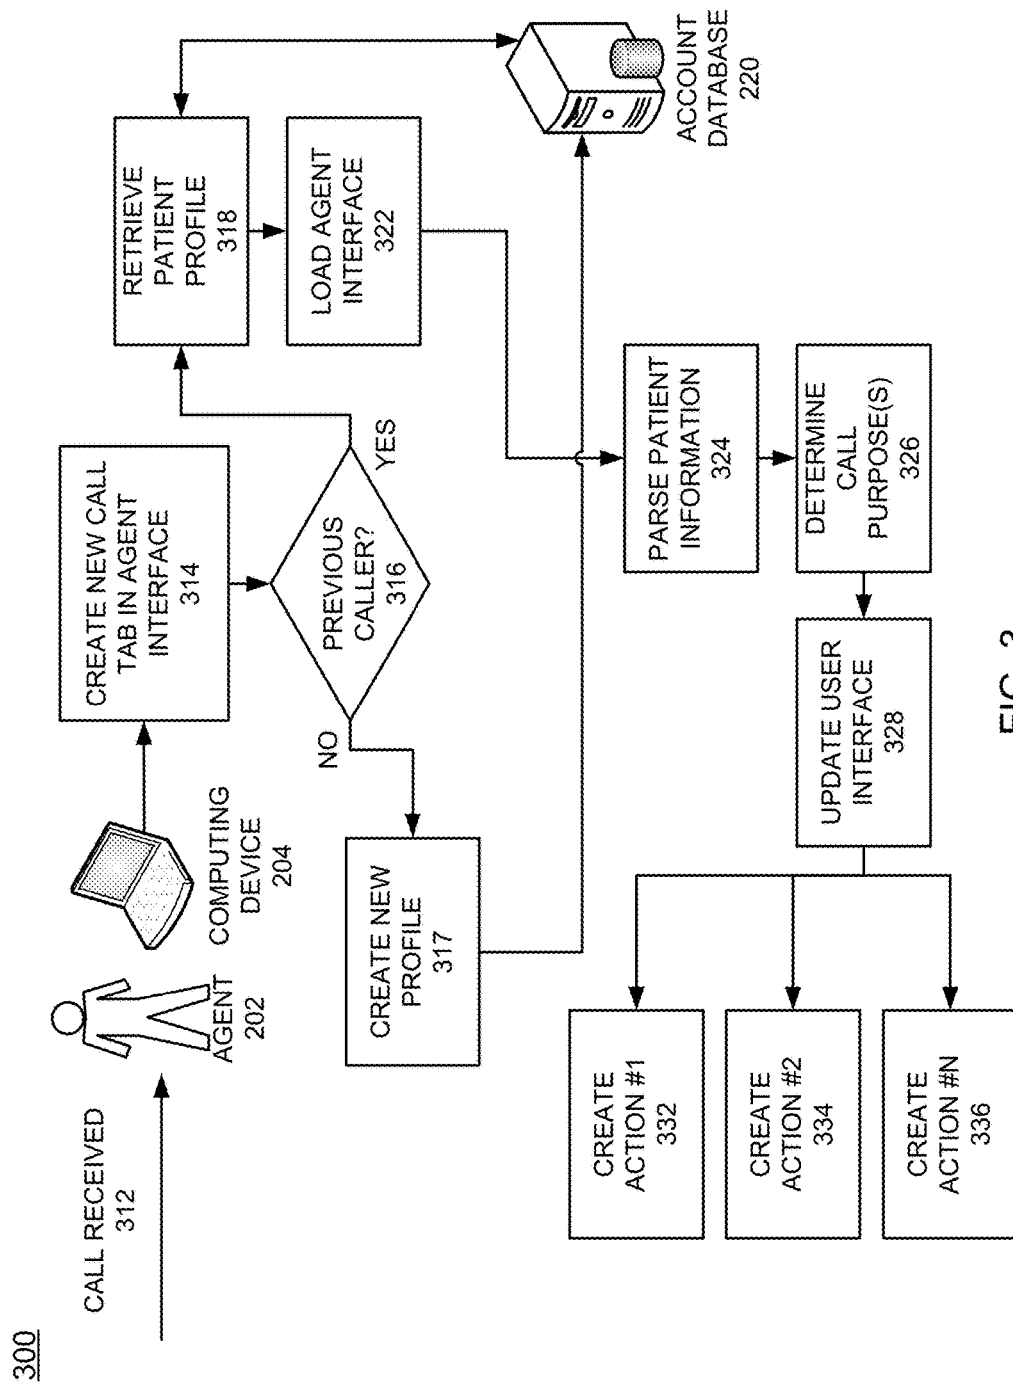 300
CALL RECEIVED
312
AGENT
202
COMPUTING
DEVICE
204
CREATE NEW CALL
TAB IN AGENT
INTERFACE
314
PREVIOUS
CALLER?
316
YES
NO
RETRIEVE
PATIENT
PROFILE
318
LOAD AGENT
INTERFACE
322
ACCOUNT
DATABASE
220
CREATE NEW
PROFILE
317
PARSE PATIENT
INFORMATION
324
DETERMINE
CALL
PURPOSE(S)
326
UPDATE USER
INTERFACE
328
CREATE
ACTION #1
332
CREATE
ACTION #2
334
CREATE
ACTION #N
336
FIG. 3